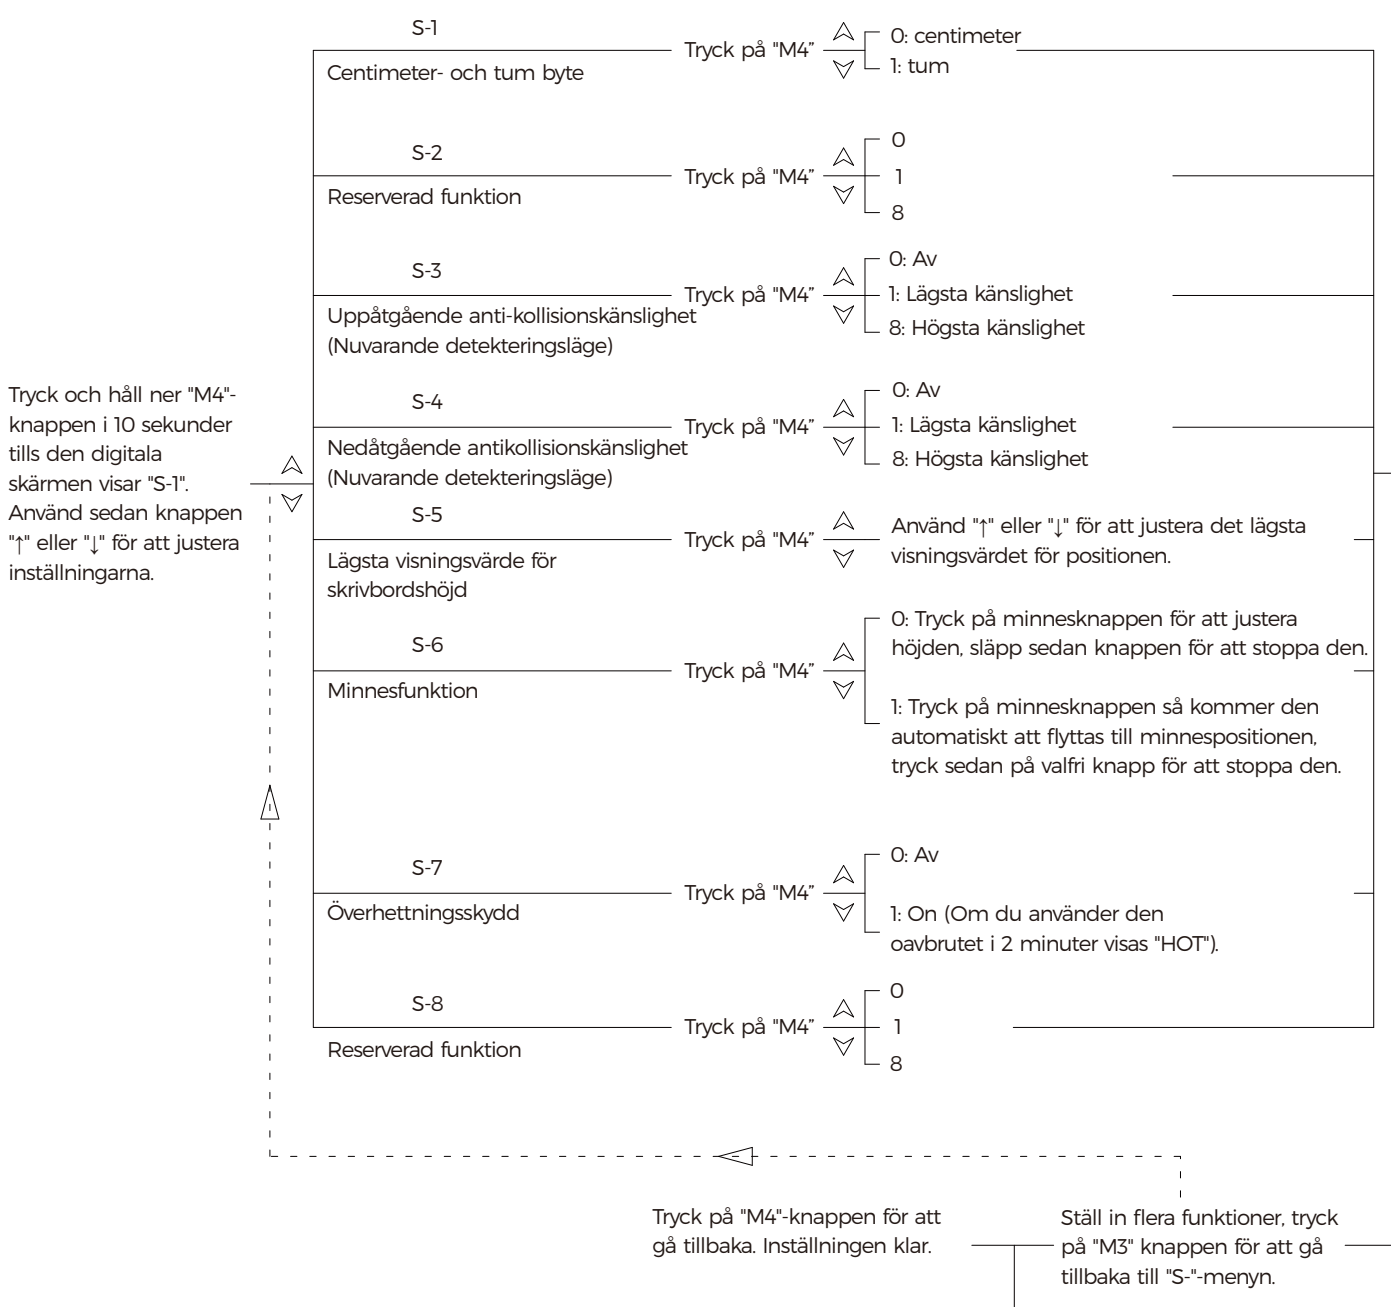 Tryck och håll ner "M4"-
knappen i 10 sekunder
tills den digitala
skärmen visar "S-1".
Använd sedan knappen
"↑" eller "↓" för att justera
inställningarna.
S-1
Centimeter- och tum byte
Tryck på "M4”
0: centimeter
1: tum
S-2
Reserverad funktion
Tryck på "M4”
0
1
8
S-3
Uppåtgående anti-kollisionskänslighet
(Nuvarande detekteringsläge)
Tryck på "M4”
0: Av
1: Lägsta känslighet
8: Högsta känslighet
S-4
Nedåtgående antikollisionskänslighet
(Nuvarande detekteringsläge)
Tryck på "M4”
0: Av
1: Lägsta känslighet
8: Högsta känslighet
S-5
Lägsta visningsvärde för
skrivbordshöjd
Tryck på "M4”
Använd "↑" eller "↓" för att justera det lägsta
visningsvärdet för positionen.
S-6
Minnesfunktion
Tryck på "M4”
0: Tryck på minnesknappen för att justera
höjden, släpp sedan knappen för att stoppa den.
1: Tryck på minnesknappen så kommer den
automatiskt att flyttas till minnespositionen,
tryck sedan på valfri knapp för att stoppa den.
S-7
Överhettningsskydd
Tryck på "M4”
0: Av
1: On (Om du använder den
oavbrutet i 2 minuter visas "HOT").
S-8
Reserverad funktion
Tryck på "M4”
0
1
8
Tryck på "M4"-knappen för att
gå tillbaka. Inställningen klar.
Ställ in flera funktioner, tryck
på "M3" knappen för att gå
tillbaka till "S-"-menyn.